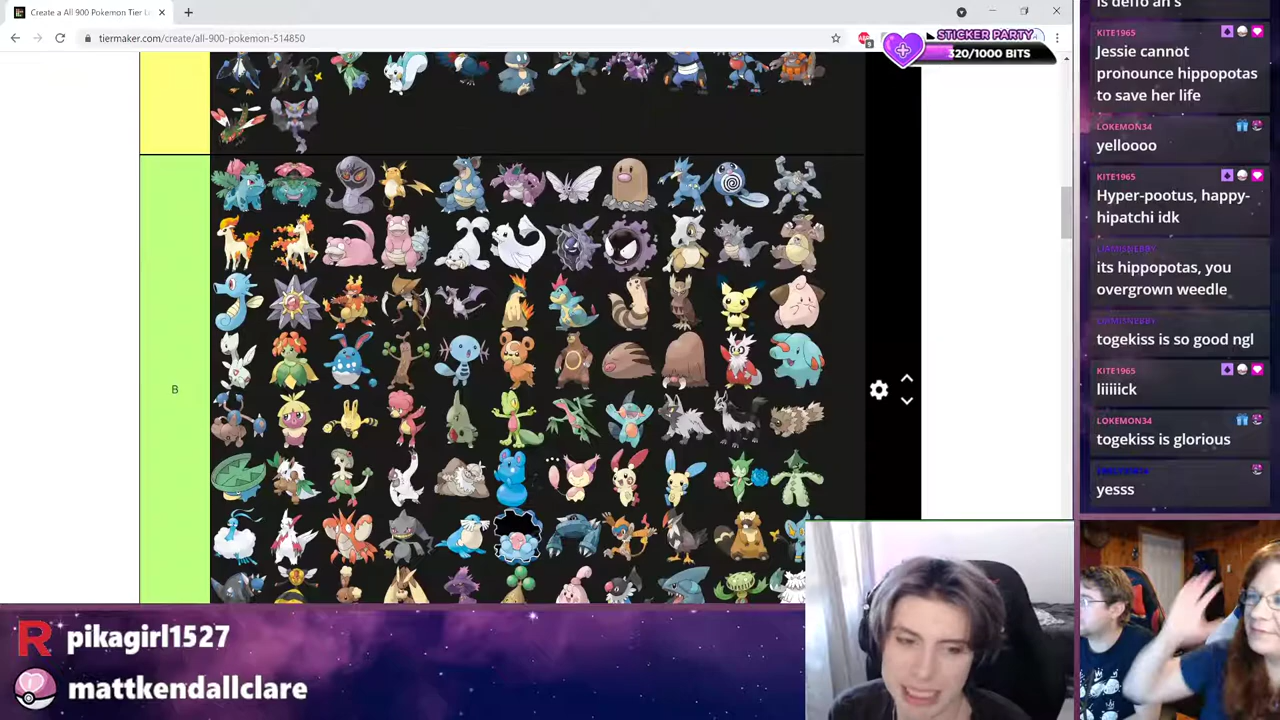 Create a All 900 Pokemon Tier Li
tiermaker.com/create/all-900-pokemon-514850
STICKER PARTY
320/1000 BITS
is deffo an s
KITE1965
Jessie cannot
pronounce hippopotas
to save her life
LOKEMON34
yelloooo
KITE1965
Hyper-pootus, happy-
hipatchi idk
LIAMISNERBY
its hippopotas, you
overgrown weedle
LIAMISNERBY
togekiss is so good ngl
KITE1965
liiiiick
LOKEMON34
togekiss is glorious
yesss
B
R pikagirl1527
mattkendallclare